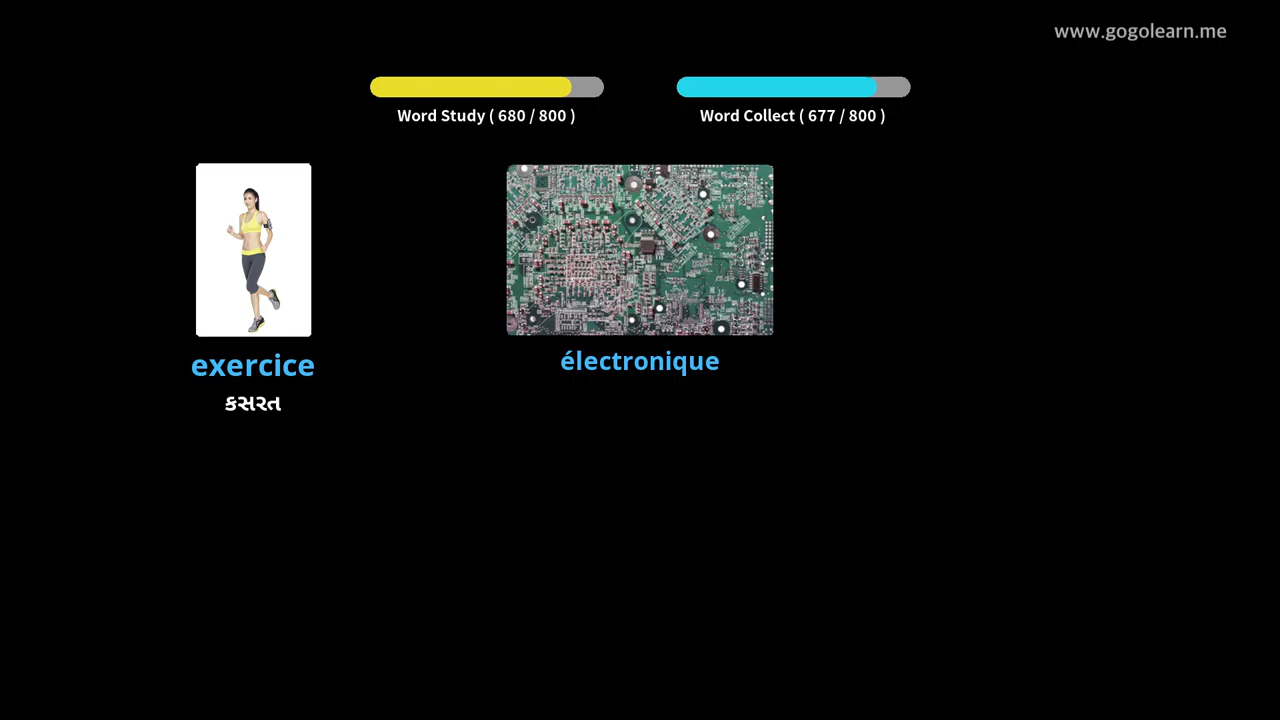 www.gogolearn.me
Word Study ( 680 / 800 )
Word Collect ( 677 / 800 )
exercice
કસરત
électronique